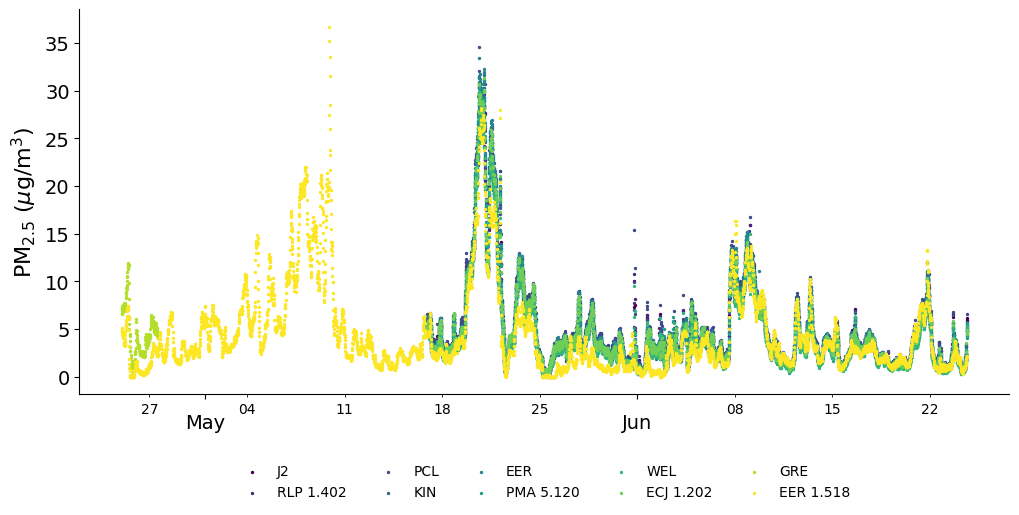 PM2.5 (μg/m3)
35
30
25
20
15
10
5
0
27 04 11 18 25 08 15 22
May Jun
J2 PCL EER WEL GRE
RLP 1.402 KIN PMA 5.120 ECJ 1.202 EER 1.518